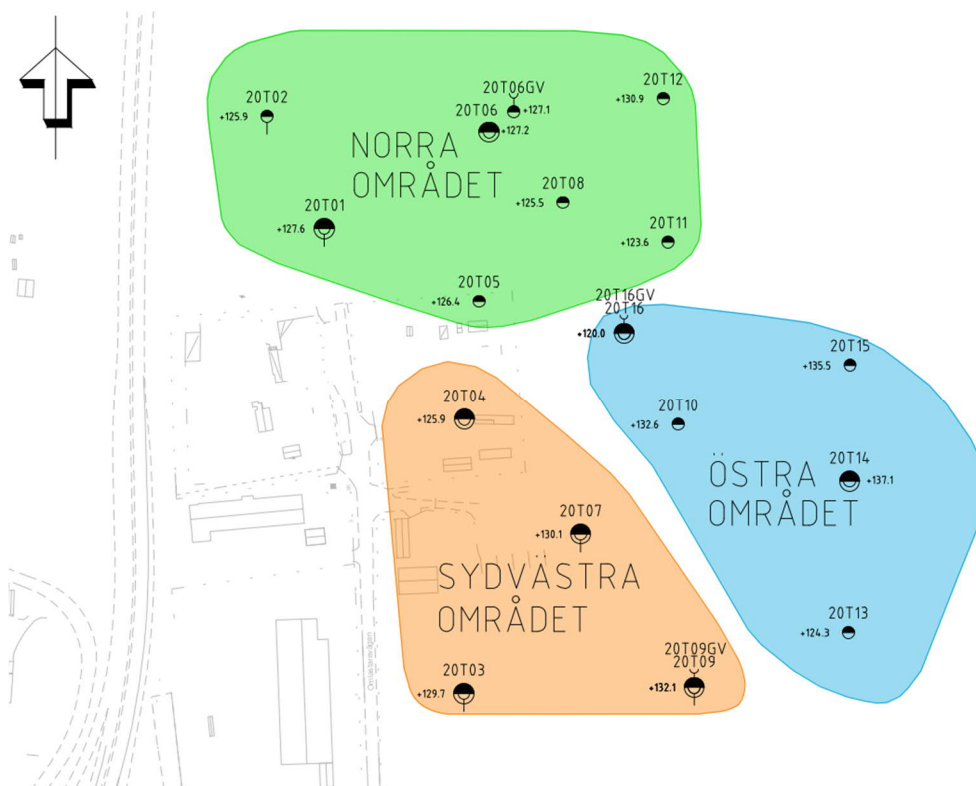 20T12
+130.9
20T06GV
+127.1
20T02
+125.9
20T06
+127.2
NORRA
OMRÅDET
20T08
+125.5
20T01
+127.6
20T11
+123.6
20T05
+126.4
20T16GV
20T16
+120.0
20T15
+135.5
20T04
+125.9
20T10
+132.6
ÖSTRA
OMRÅDET
20T14
+137.1
20T07
+130.1
SYDVÄSTRA
OMRÅDET
20T13
+124.3
20T03
+129.7
20T09GV
20T09
+132.1